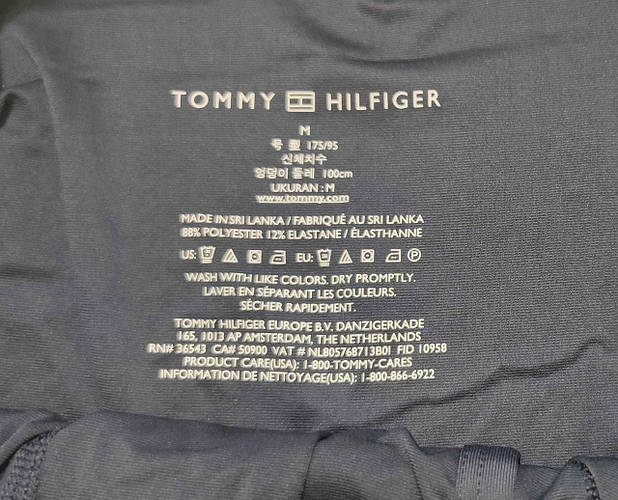 TOMMY HILFIGER
M
号 型 175/95
신체치수
엉덩이 둘레 100cm
UKURAN : M
www.tommy.com
MADE IN SRI LANKA / FABRIQUÉ AU SRI LANKA
88% POLYESTER 12% ELASTANE / ÉLASTHANNE
US: EU:
WASH WITH LIKE COLORS. DRY PROMPTLY.
LAVER EN SÉPARANT LES COULEURS.
SÉCHER RAPIDEMENT.
TOMMY HILFIGER EUROPE B.V. DANZIGERKADE
165, 1013 AP AMSTERDAM, THE NETHERLANDS
RN# 36543 CA# 50900 VAT # NL805768713B01 FID 10958
PRODUCT CARE(USA): 1-800-TOMMY-CARES
INFORMATION DE NETTOYAGE(USA): 1-800-866-6922